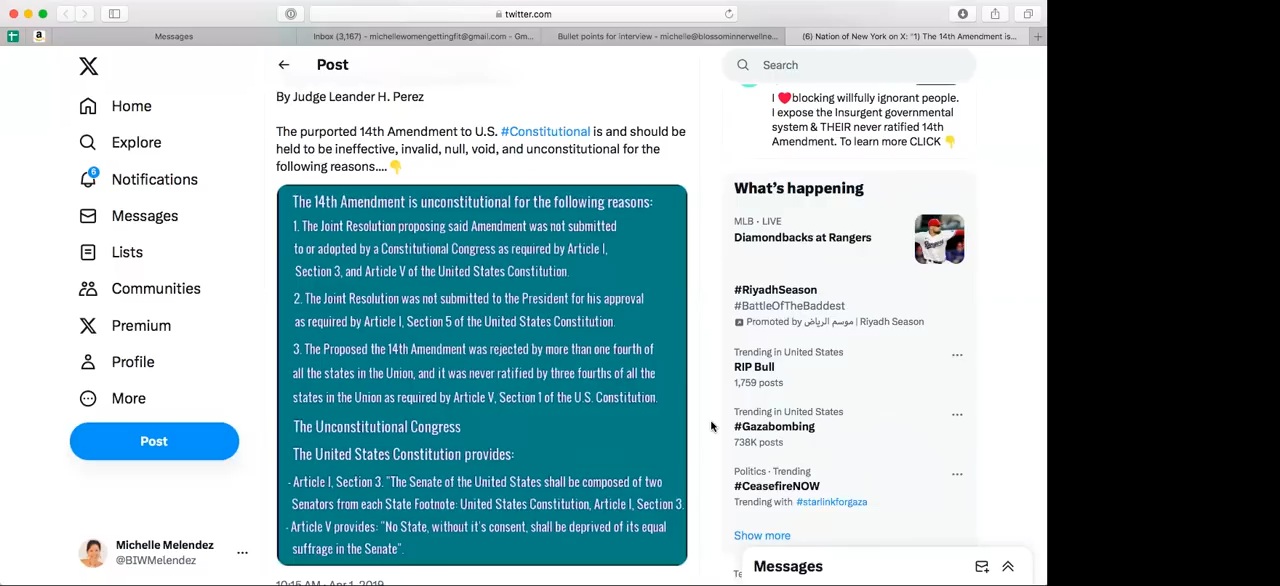 twitter.com
a
Messages
Inbox (3,167) - michellewomengettingfit@gmail.com - Gm...
Bullet points for interview - michelle@blossominnerwellne...
(6) Nation of New York on X: "1) The 14th Amendment is...
Home
Explore
6
Notifications
Messages
Lists
Communities
Premium
Profile
More
Post
Michelle Melendez
@BIWMelendez
Post
By Judge Leander H. Perez
The purported 14th Amendment to U.S. #Constitutional is and should be
held to be ineffective, invalid, null, void, and unconstitutional for the
following reasons....👇
The 14th Amendment is unconstitutional for the following reasons:
1. The Joint Resolution proposing said Amendment was not submitted
to or adopted by a Constitutional Congress as required by Article I,
Section 3, and Article V of the United States Constitution.
2. The Joint Resolution was not submitted to the President for his approval
as required by Article I, Section 5 of the United States Constitution.
3. The Proposed the 14th Amendment was rejected by more than one fourth of
all the states in the Union, and it was never ratified by three fourths of all the
states in the Union as required by Article V, Section 1 of the U.S. Constitution.
The Unconstitutional Congress
The United States Constitution provides:
- Article I, Section 3. "The Senate of the United States shall be composed of two
Senators from each State Footnote: United States Constitution, Article I, Section 3.
- Article V provides: "No State, without it's consent, shall be deprived of its equal
suffrage in the Senate".
10:15 AM · Apr 1, 2019
Search
I ❤️blocking willfully ignorant people.
I expose the Insurgent governmental
system & THEIR never ratified 14th
Amendment. To learn more CLICK 👇
What's happening
MLB · LIVE
Diamondbacks at Rangers
#RiyadhSeason
#BattleOfTheBaddest
Promoted by موسم الرياض | Riyadh Season
Trending in United States
RIP Bull
1,759 posts
Trending in United States
#Gazabombing
738K posts
Politics · Trending
#CeasefireNOW
Trending with #starlinkforgaza
Show more
Messages